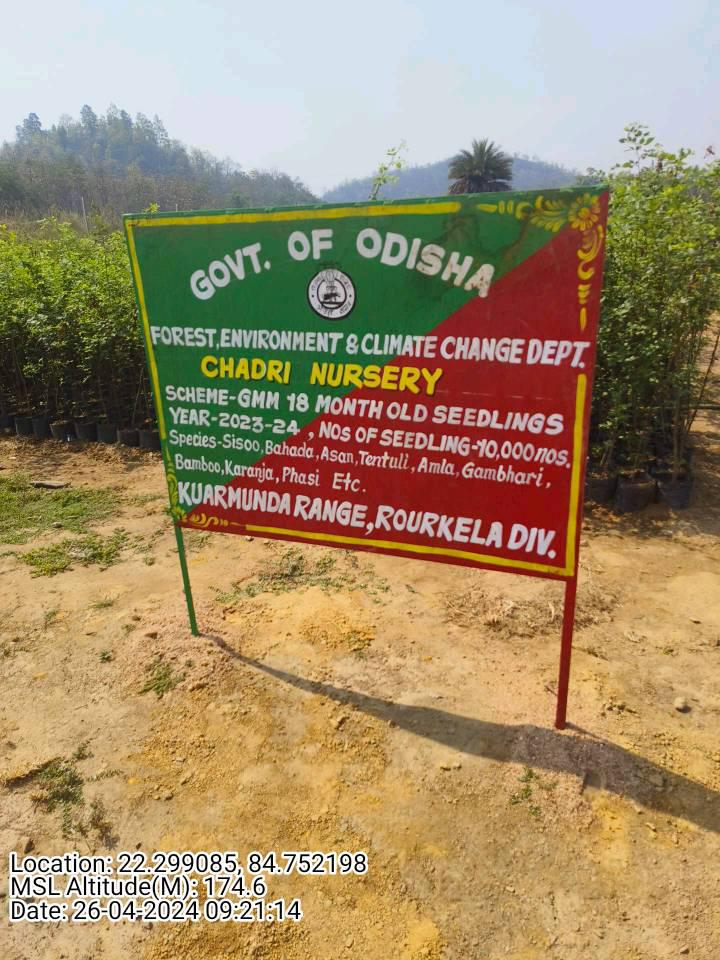 GOVT. OF ODISHA
FOREST, ENVIRONMENT & CLIMATE CHANGE DEPT.
CHADRI NURSERY
SCHEME-GMM 18 MONTH OLD SEEDLINGS
YEAR-2023-24, NOS OF SEEDLING-10,000 nos.
Species-Sisoo, Bahada, Asan, Tentuli, Amla, Gambhari,
Bamboo, Karanja, Phasi Etc.
KUARMUNDA RANGE, ROURKELA DIV.
Location: 22.299085, 84.752198
MSL Altitude(M): 174.6
Date: 26-04-2024 09:21:14